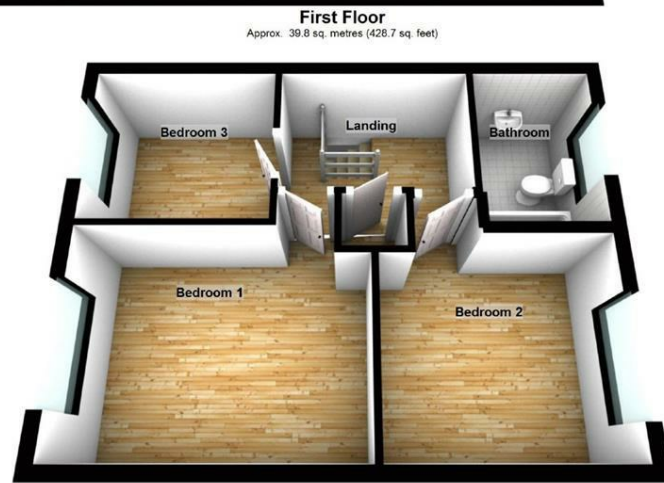 First Floor
Approx. 39.8 sq. metres (428.7 sq. feet)
Bedroom 3
Landing
Bathroom
Bedroom 1
Bedroom 2